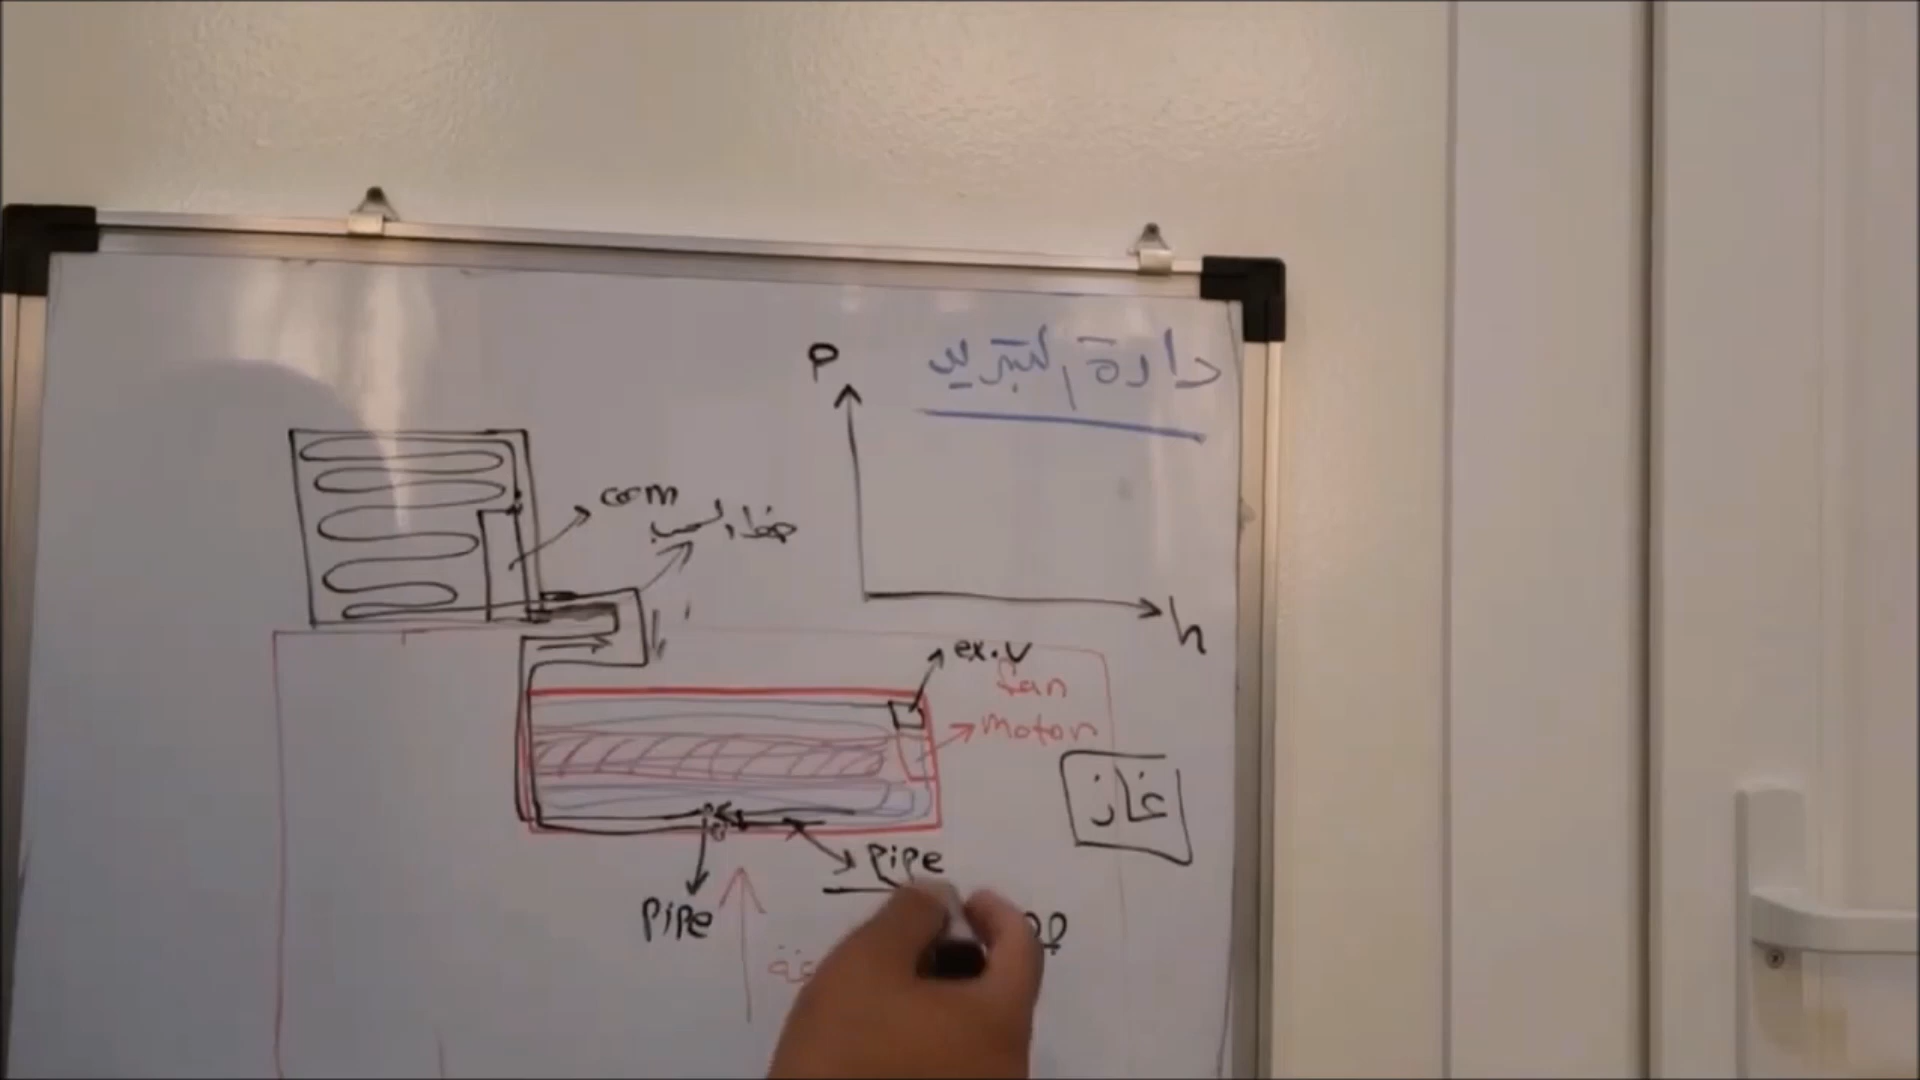 P
دارة التبريد
com
خط السحب
h
ex.v
fan
motor
غاز
pipe
pipe